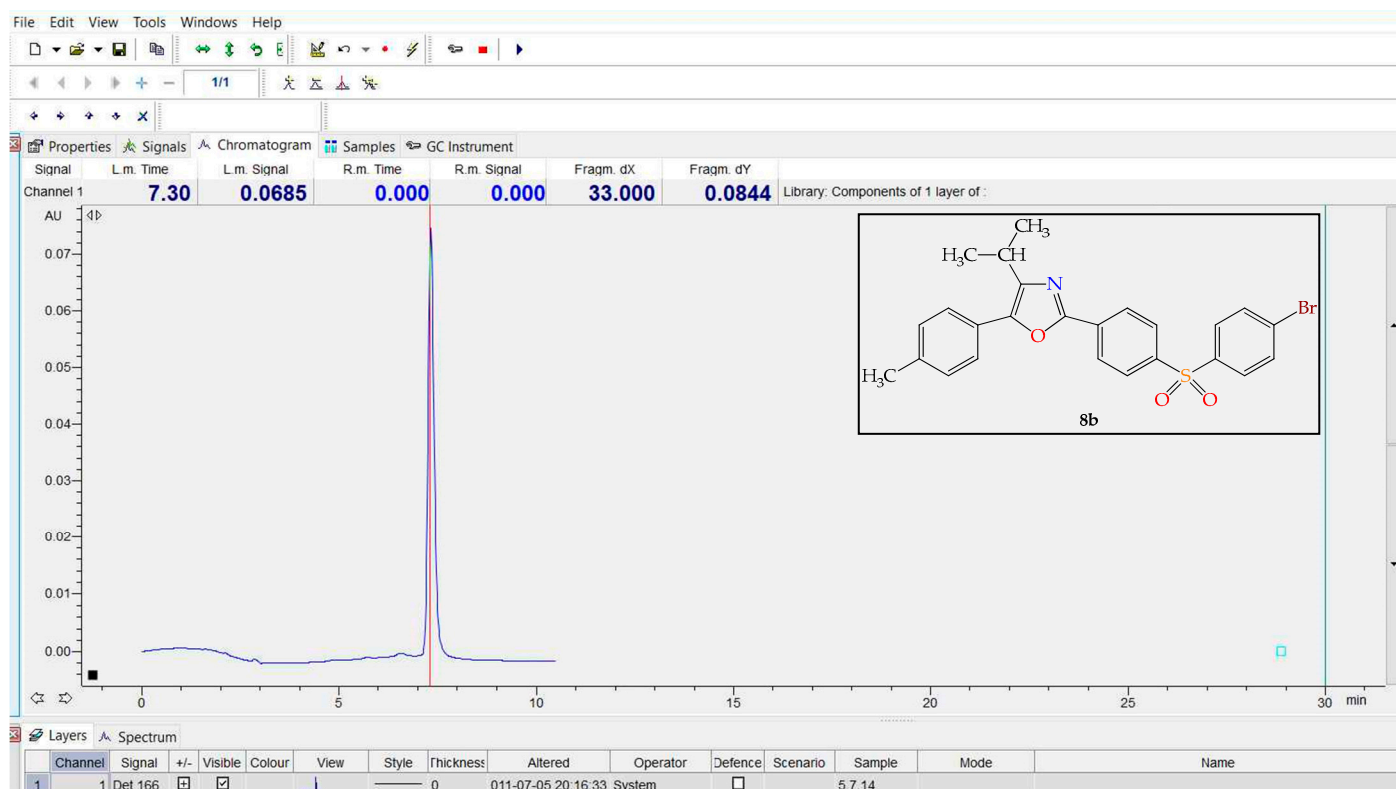 File Edit View Tools Windows Help
1/1
Properties Signals Chromatogram Samples GC Instrument
Signal L.m. Time L.m. Signal R.m. Time R.m. Signal Fragm. dX Fragm. dY
Channel 1 7.30 0.0685 0.000 0.000 33.000 0.0844 Library: Components of 1 layer of :
AU
0.07
0.06
0.05
0.04
0.03
0.02
0.01
0.00
CH3
H3C CH
N
Br
O
H3C
S
O O
8b
0 5 10 15 20 25 30 min
Layers Spectrum
Channel Signal +/- Visible Colour View Style Thickness Altered Operator Defence Scenario Sample Mode Name
1 1 Det 166 0 011-07-05 20:16:33 System 5.7.14